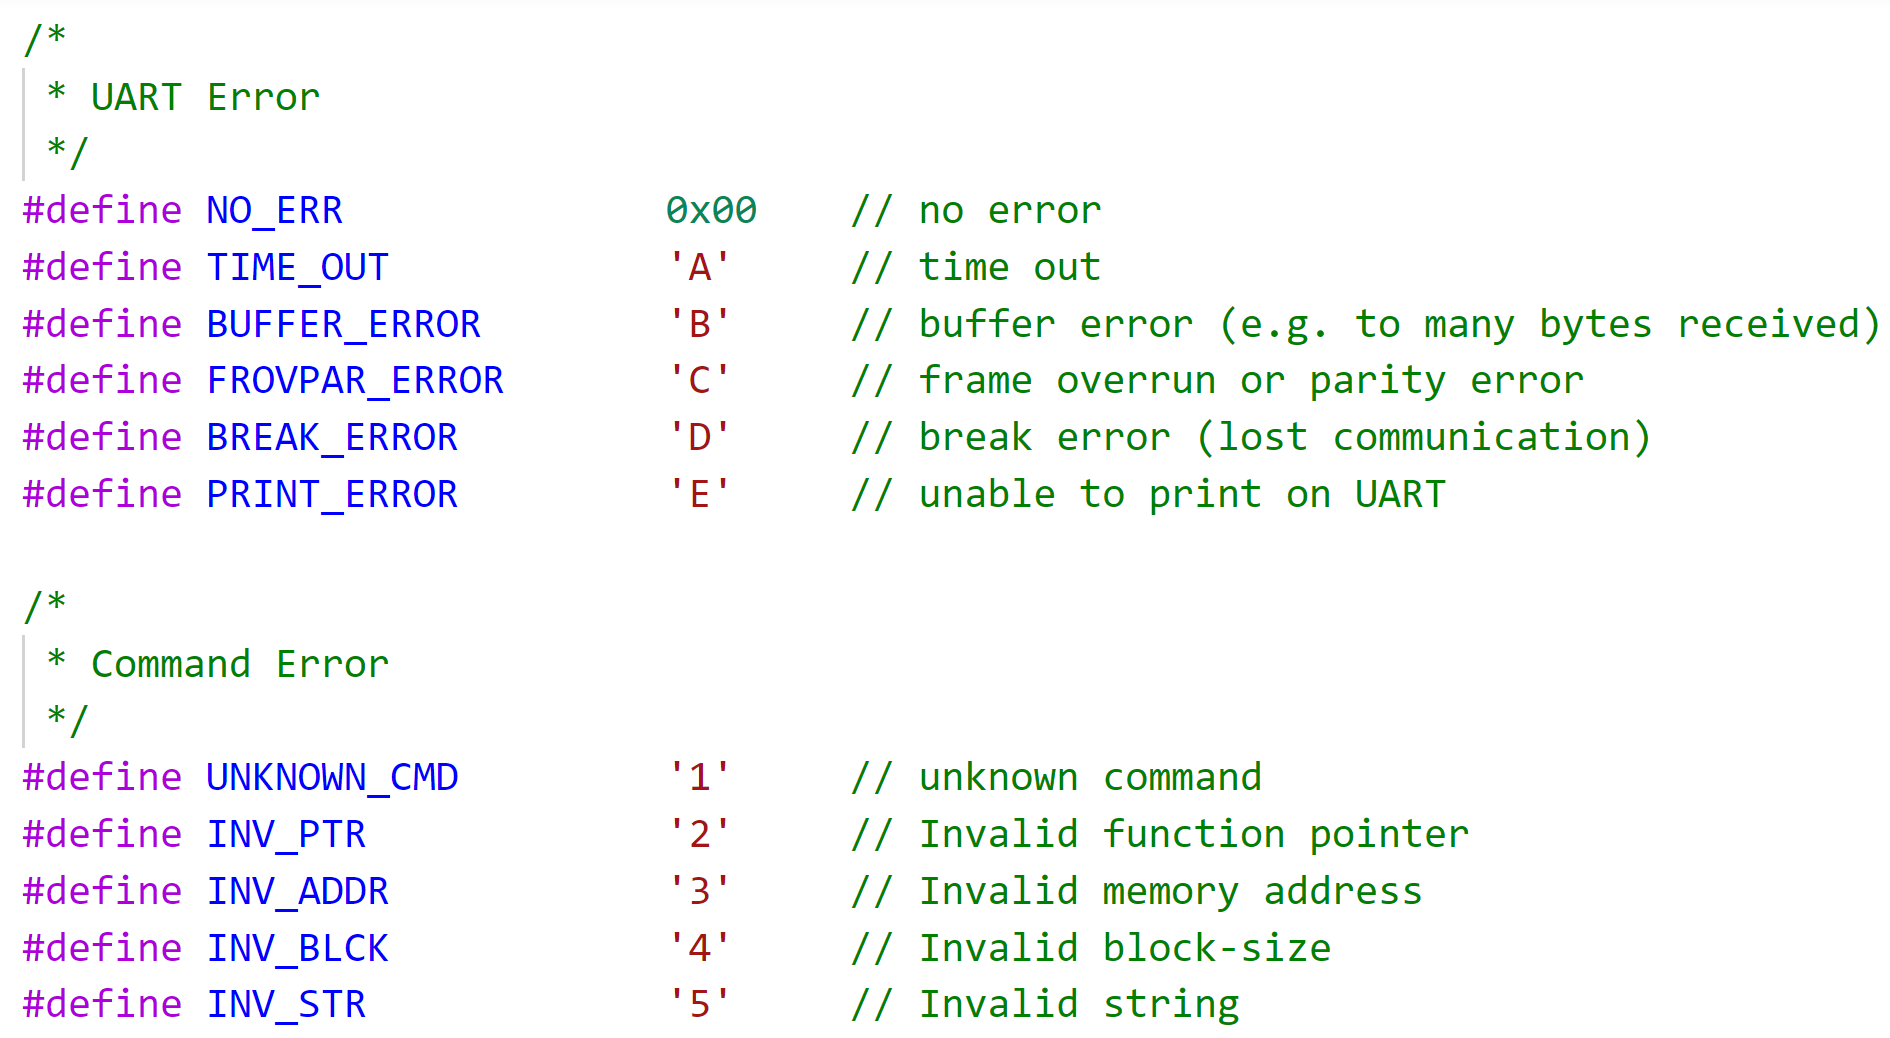 /*
 * UART Error
 */
#define NO_ERR              0x00    // no error
#define TIME_OUT            'A'     // time out
#define BUFFER_ERROR        'B'     // buffer error (e.g. to many bytes received)
#define FROVPAR_ERROR       'C'     // frame overrun or parity error
#define BREAK_ERROR         'D'     // break error (lost communication)
#define PRINT_ERROR         'E'     // unable to print on UART

/*
 * Command Error
 */
#define UNKNOWN_CMD         '1'     // unknown command
#define INV_PTR             '2'     // Invalid function pointer
#define INV_ADDR            '3'     // Invalid memory address
#define INV_BLCK            '4'     // Invalid block-size
#define INV_STR             '5'     // Invalid string